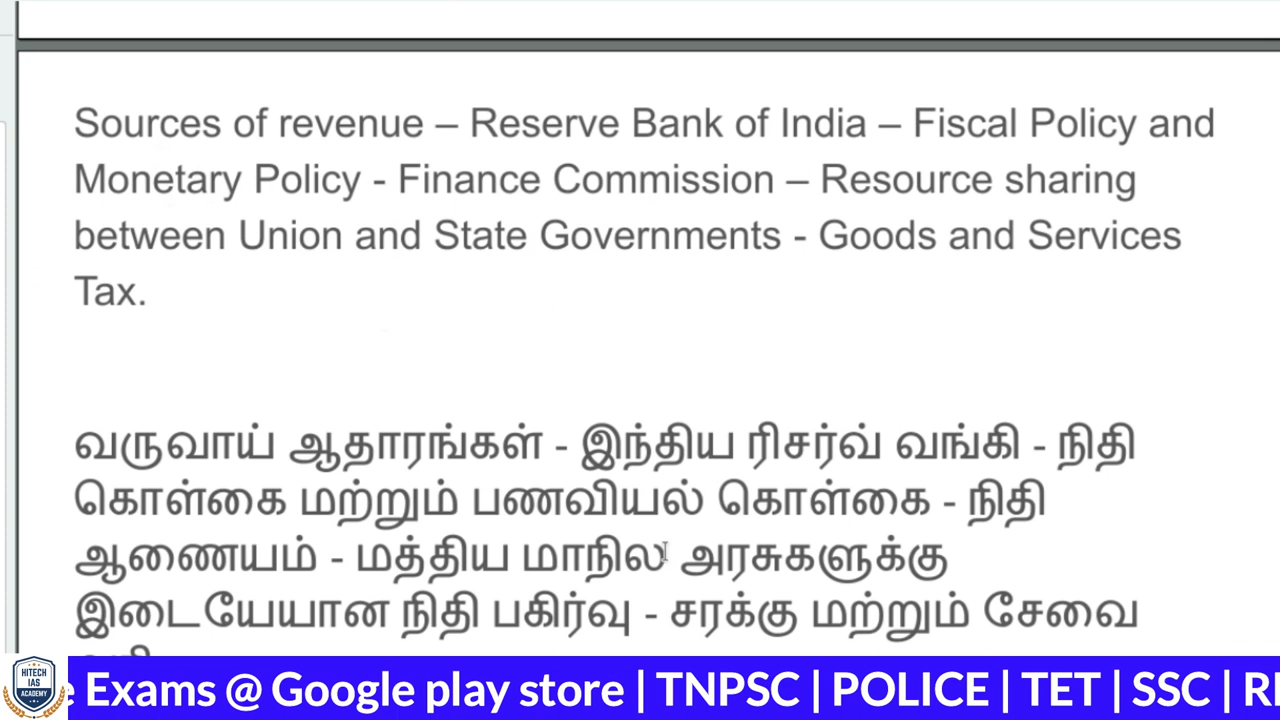 Sources of revenue – Reserve Bank of India – Fiscal Policy and
Monetary Policy - Finance Commission – Resource sharing
between Union and State Governments - Goods and Services
Tax.
வருவாய் ஆதாரங்கள் - இந்திய ரிசர்வ் வங்கி - நிதி
கொள்கை மற்றும் பணவியல் கொள்கை - நிதி
ஆணையம் - மத்திய மாநில அரசுகளுக்கு
இடையேயான நிதி பகிர்வு - சரக்கு மற்றும் சேவை
HITECH
IAS
ACADEMY
Exams @ Google play store | TNPSC | POLICE | TET | SSC |